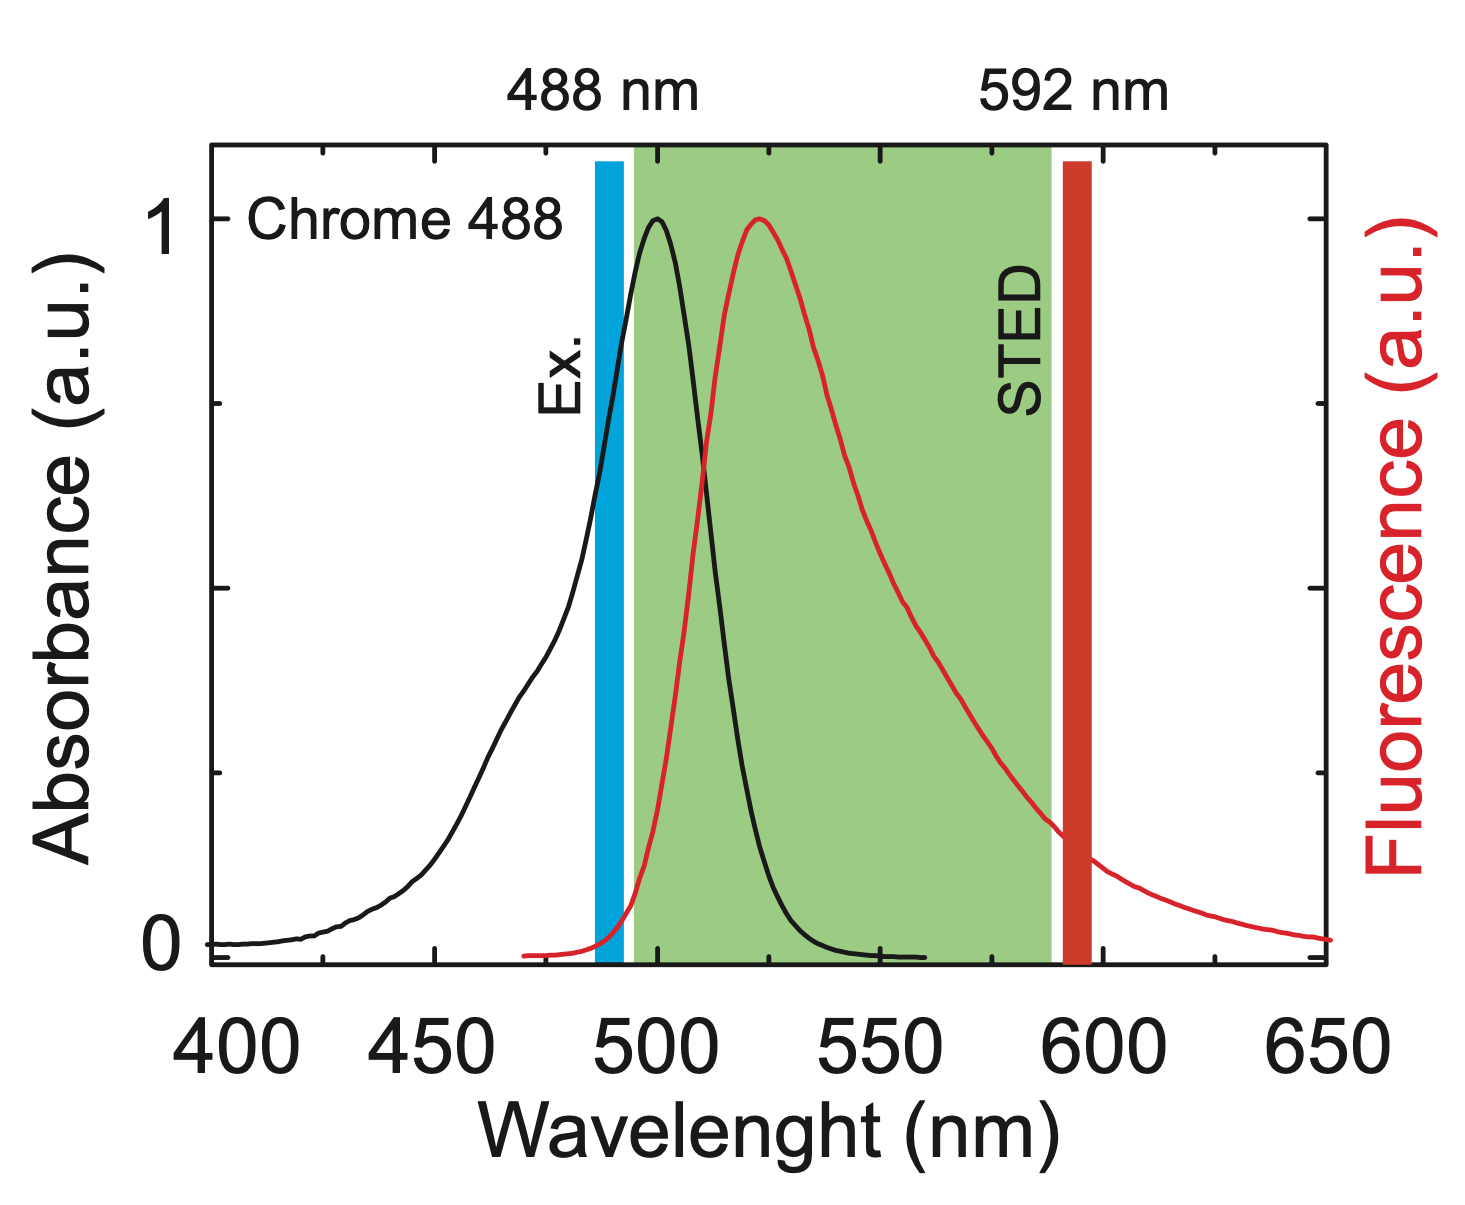 488 nm 592 nm
1
Chrome 488
Ex.
STED
Absorbance (a.u.)
Fluorescence (a.u.)
0
400 450 500 550 600 650
Wavelenght (nm)